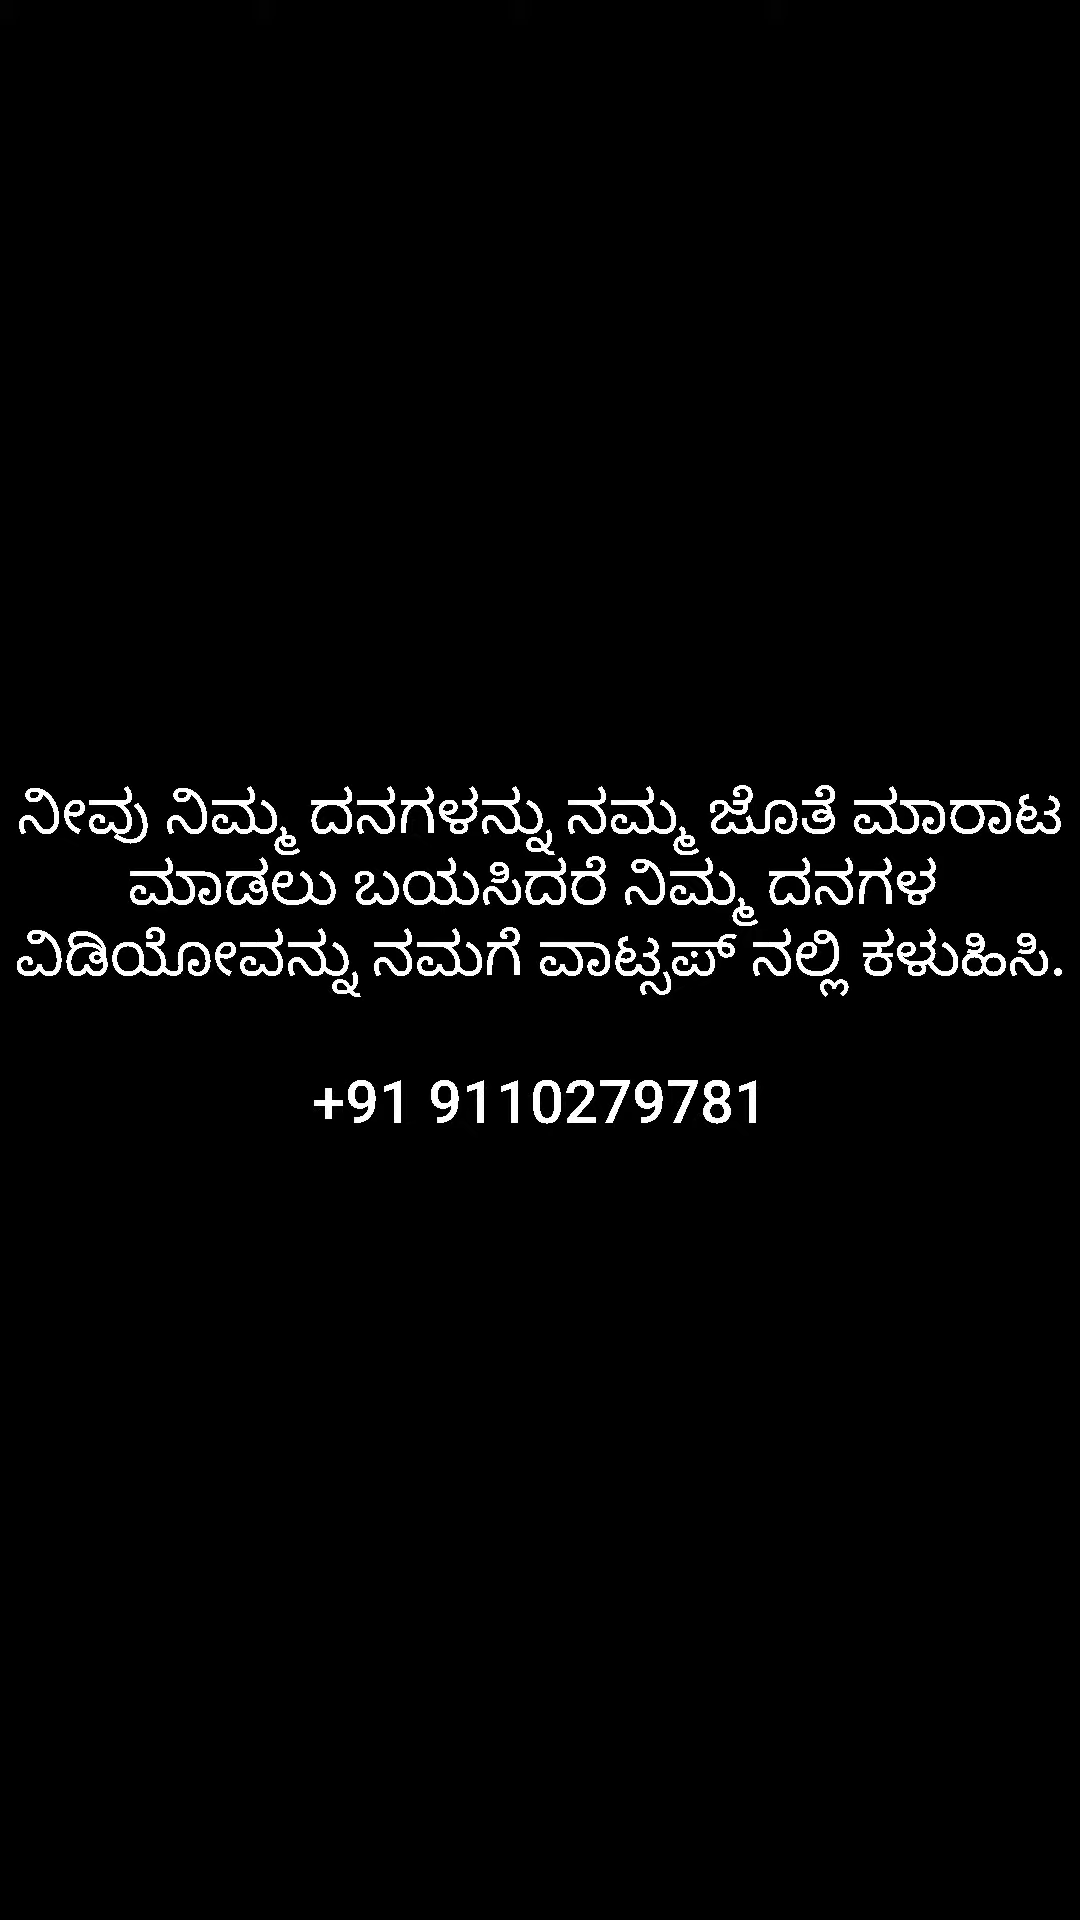 ನೀವು ನಿಮ್ಮ ದನಗಳನ್ನು ನಮ್ಮ ಜೊತೆ ಮಾರಾಟ
ಮಾಡಲು ಬಯಸಿದರೆ ನಿಮ್ಮ ದನಗಳ
ವಿಡಿಯೋವನ್ನು ನಮಗೆ ವಾಟ್ಸಪ್ ನಲ್ಲಿ ಕಳುಹಿಸಿ.
+91 9110279781